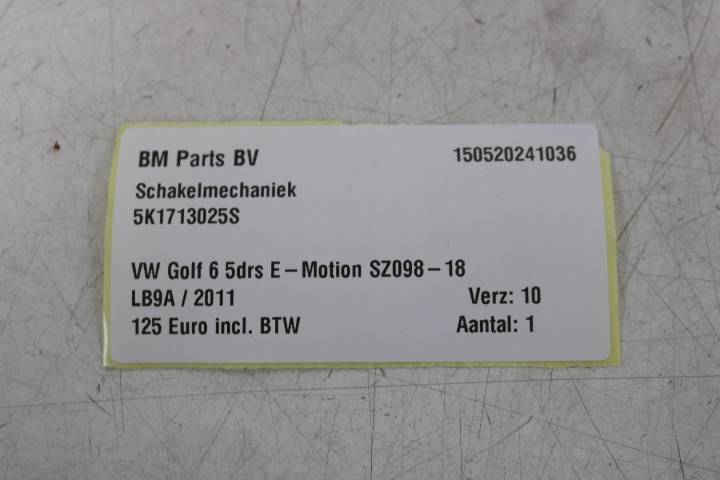 BM Parts BV 150520241036
Schakelmechaniek
5K1713025S
VW Golf 6 5drs E-Motion SZ098-18
LB9A / 2011 Verz: 10
125 Euro incl. BTW Aantal: 1